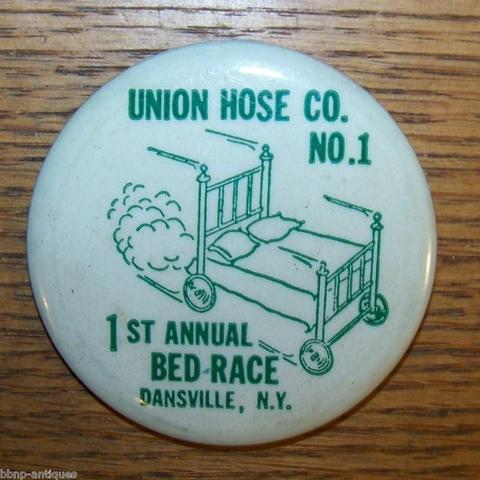 UNION HOSE CO.
NO.1
1ST ANNUAL
BED RACE
DANSVILLE, N.Y.
bbnp-antiques